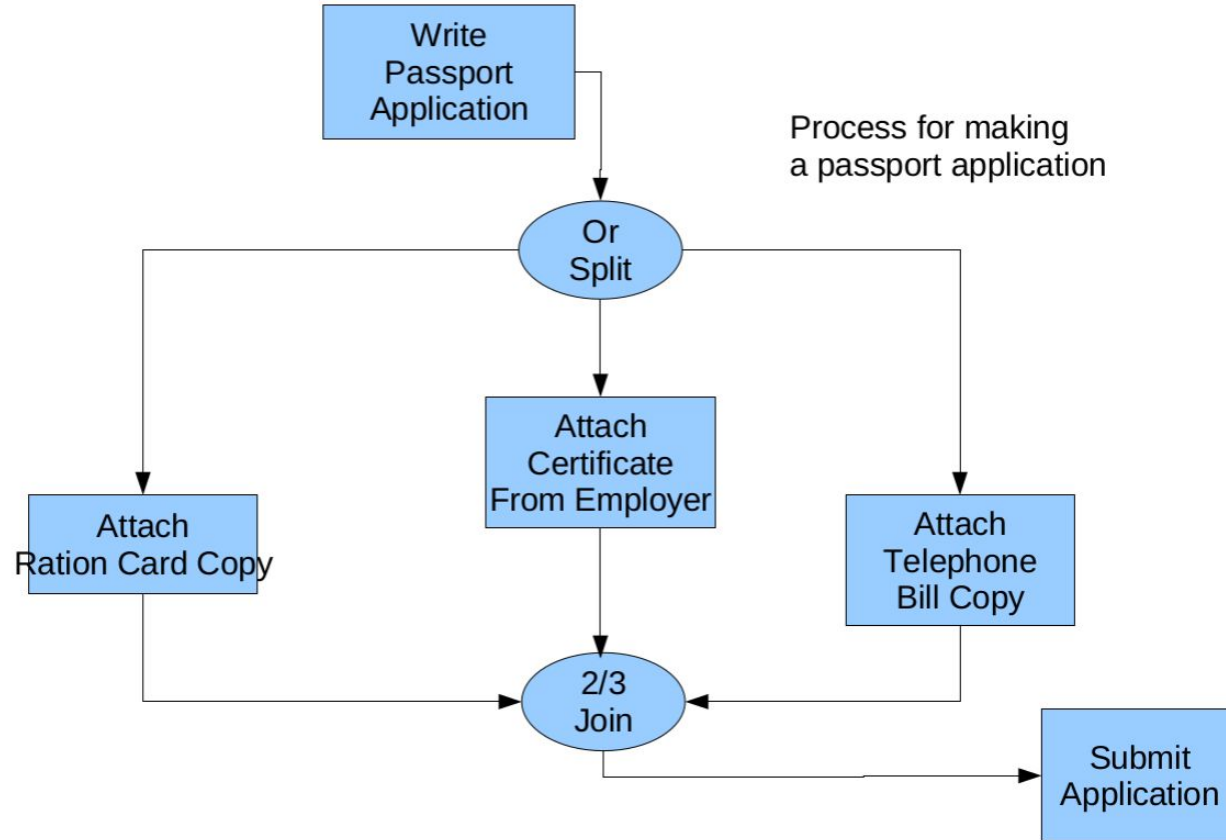 Write
Passport
Application
Process for making
a passport application
Or
Split
Attach
Certificate
From Employer
Attach
Ration Card Copy
Attach
Telephone
Bill Copy
2/3
Join
Submit
Application